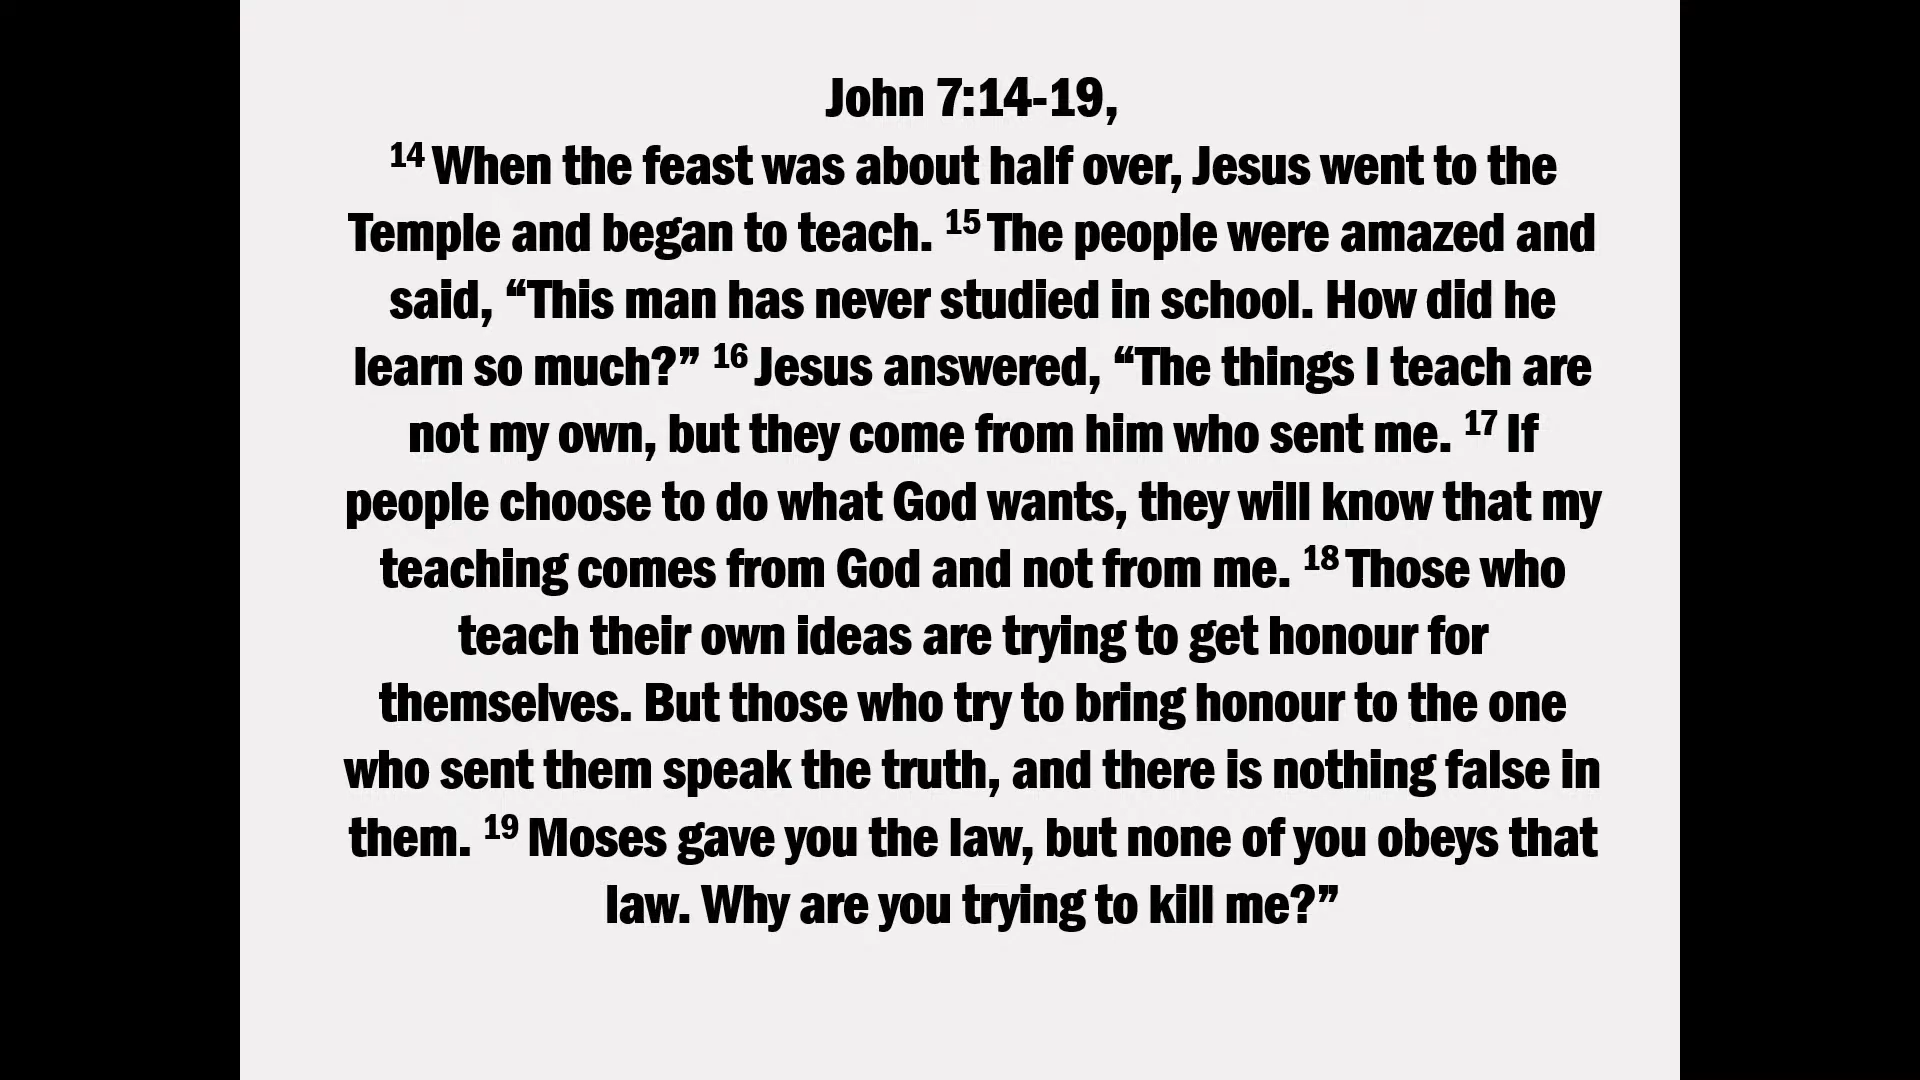 John 7:14-19,
14 When the feast was about half over, Jesus went to the
Temple and began to teach. 15 The people were amazed and
said, “This man has never studied in school. How did he
learn so much?” 16 Jesus answered, “The things I teach are
not my own, but they come from him who sent me. 17 If
people choose to do what God wants, they will know that my
teaching comes from God and not from me. 18 Those who
teach their own ideas are trying to get honour for
themselves. But those who try to bring honour to the one
who sent them speak the truth, and there is nothing false in
them. 19 Moses gave you the law, but none of you obeys that
law. Why are you trying to kill me?”